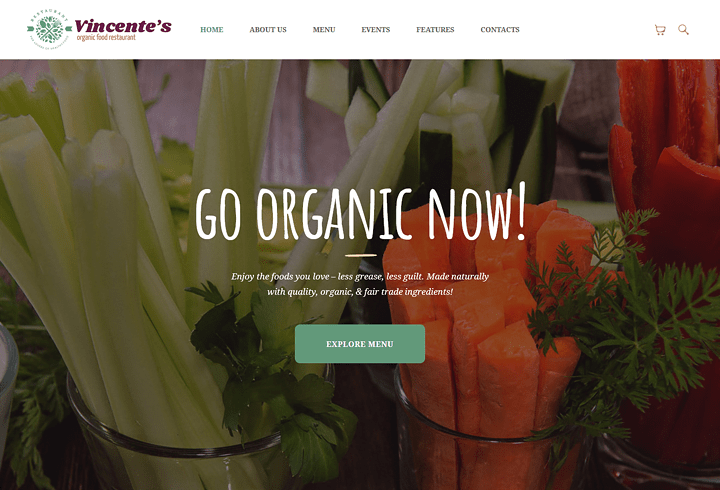 RESTAURANT
Vincente's
organic food restaurant
HOME
ABOUT US
MENU
EVENTS
FEATURES
CONTACTS
GO ORGANIC NOW!
Enjoy the foods you love – less grease, less guilt. Made naturally
with quality, organic, & fair trade ingredients!
EXPLORE MENU